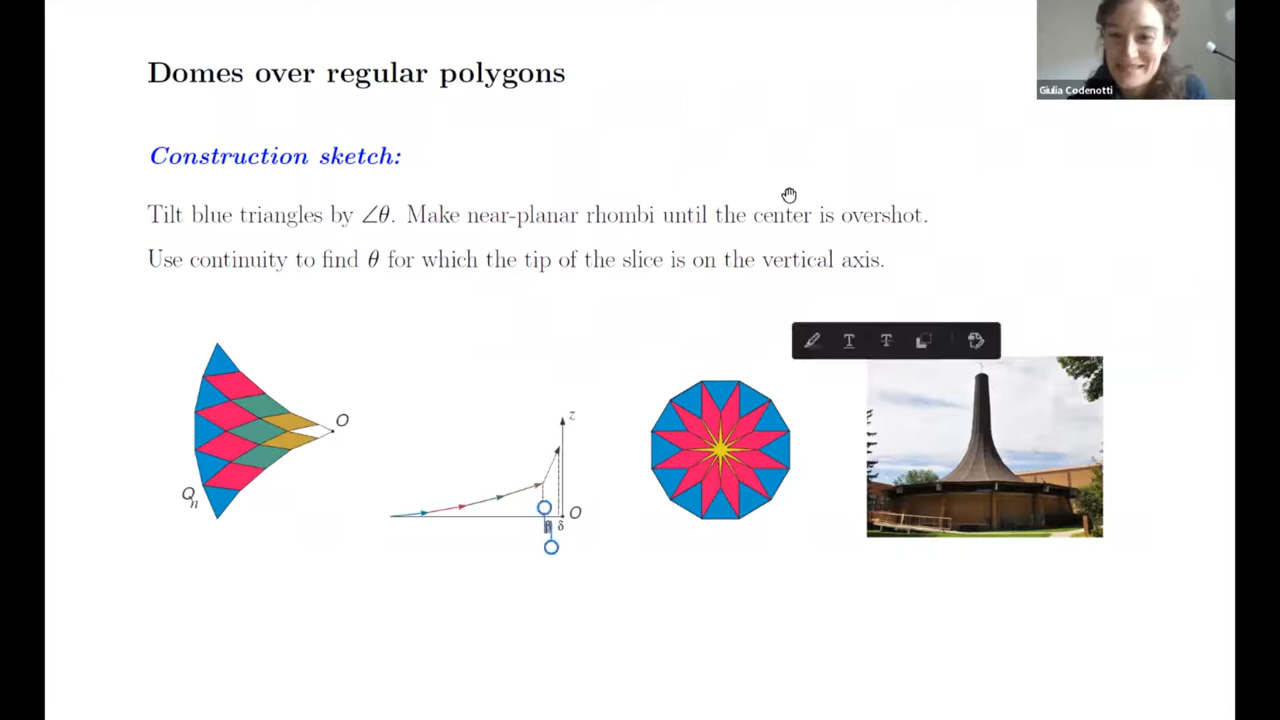 Domes over regular polygons
Giulia Codenotti
Construction sketch:
Tilt blue triangles by ∠θ. Make near-planar rhombi until the center is overshot.
Use continuity to find θ for which the tip of the slice is on the vertical axis.
O
Qn
z
O
δ